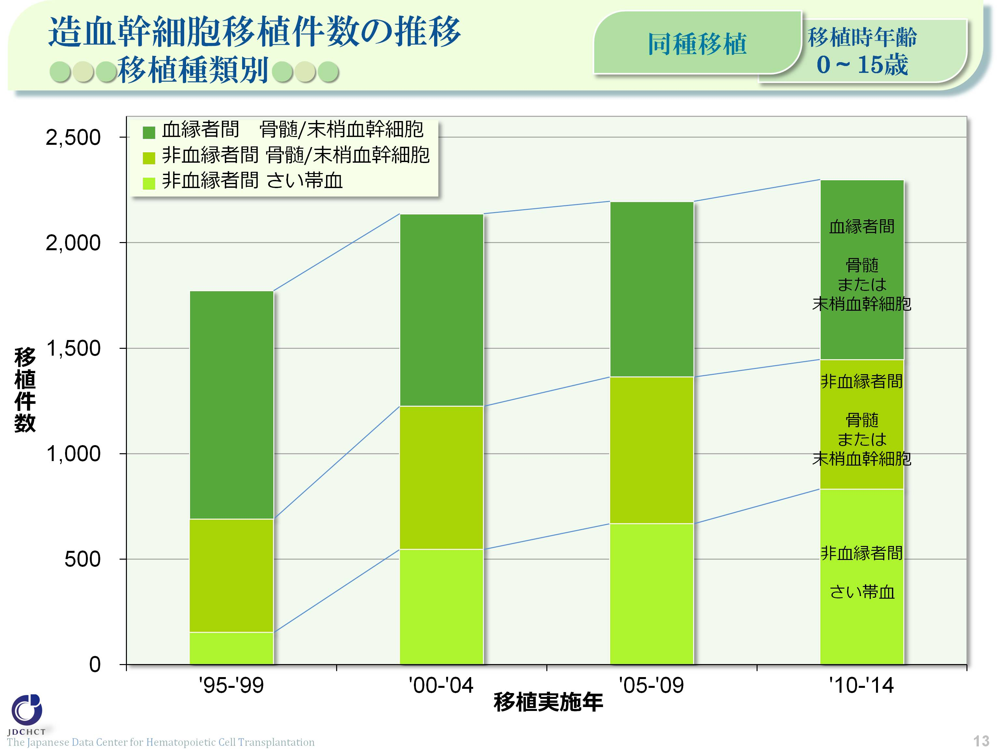 造血幹細胞移植件数の推移
移植種類別
同種移植
移植時年齢
0 ~ 15歳
血縁者間　骨髄/末梢血幹細胞
非血縁者間 骨髄/末梢血幹細胞
非血縁者間 さい帯血
2,500
2,000
1,500
1,000
500
0
移植件数
血縁者間
骨髄
または
末梢血幹細胞
非血縁者間
骨髄
または
末梢血幹細胞
非血縁者間
さい帯血
'95-'99
'00-'04
'05-'09
'10-'14
移植実施年
JDCHCT
The Japanese Data Center for Hematopoietic Cell Transplantation
13